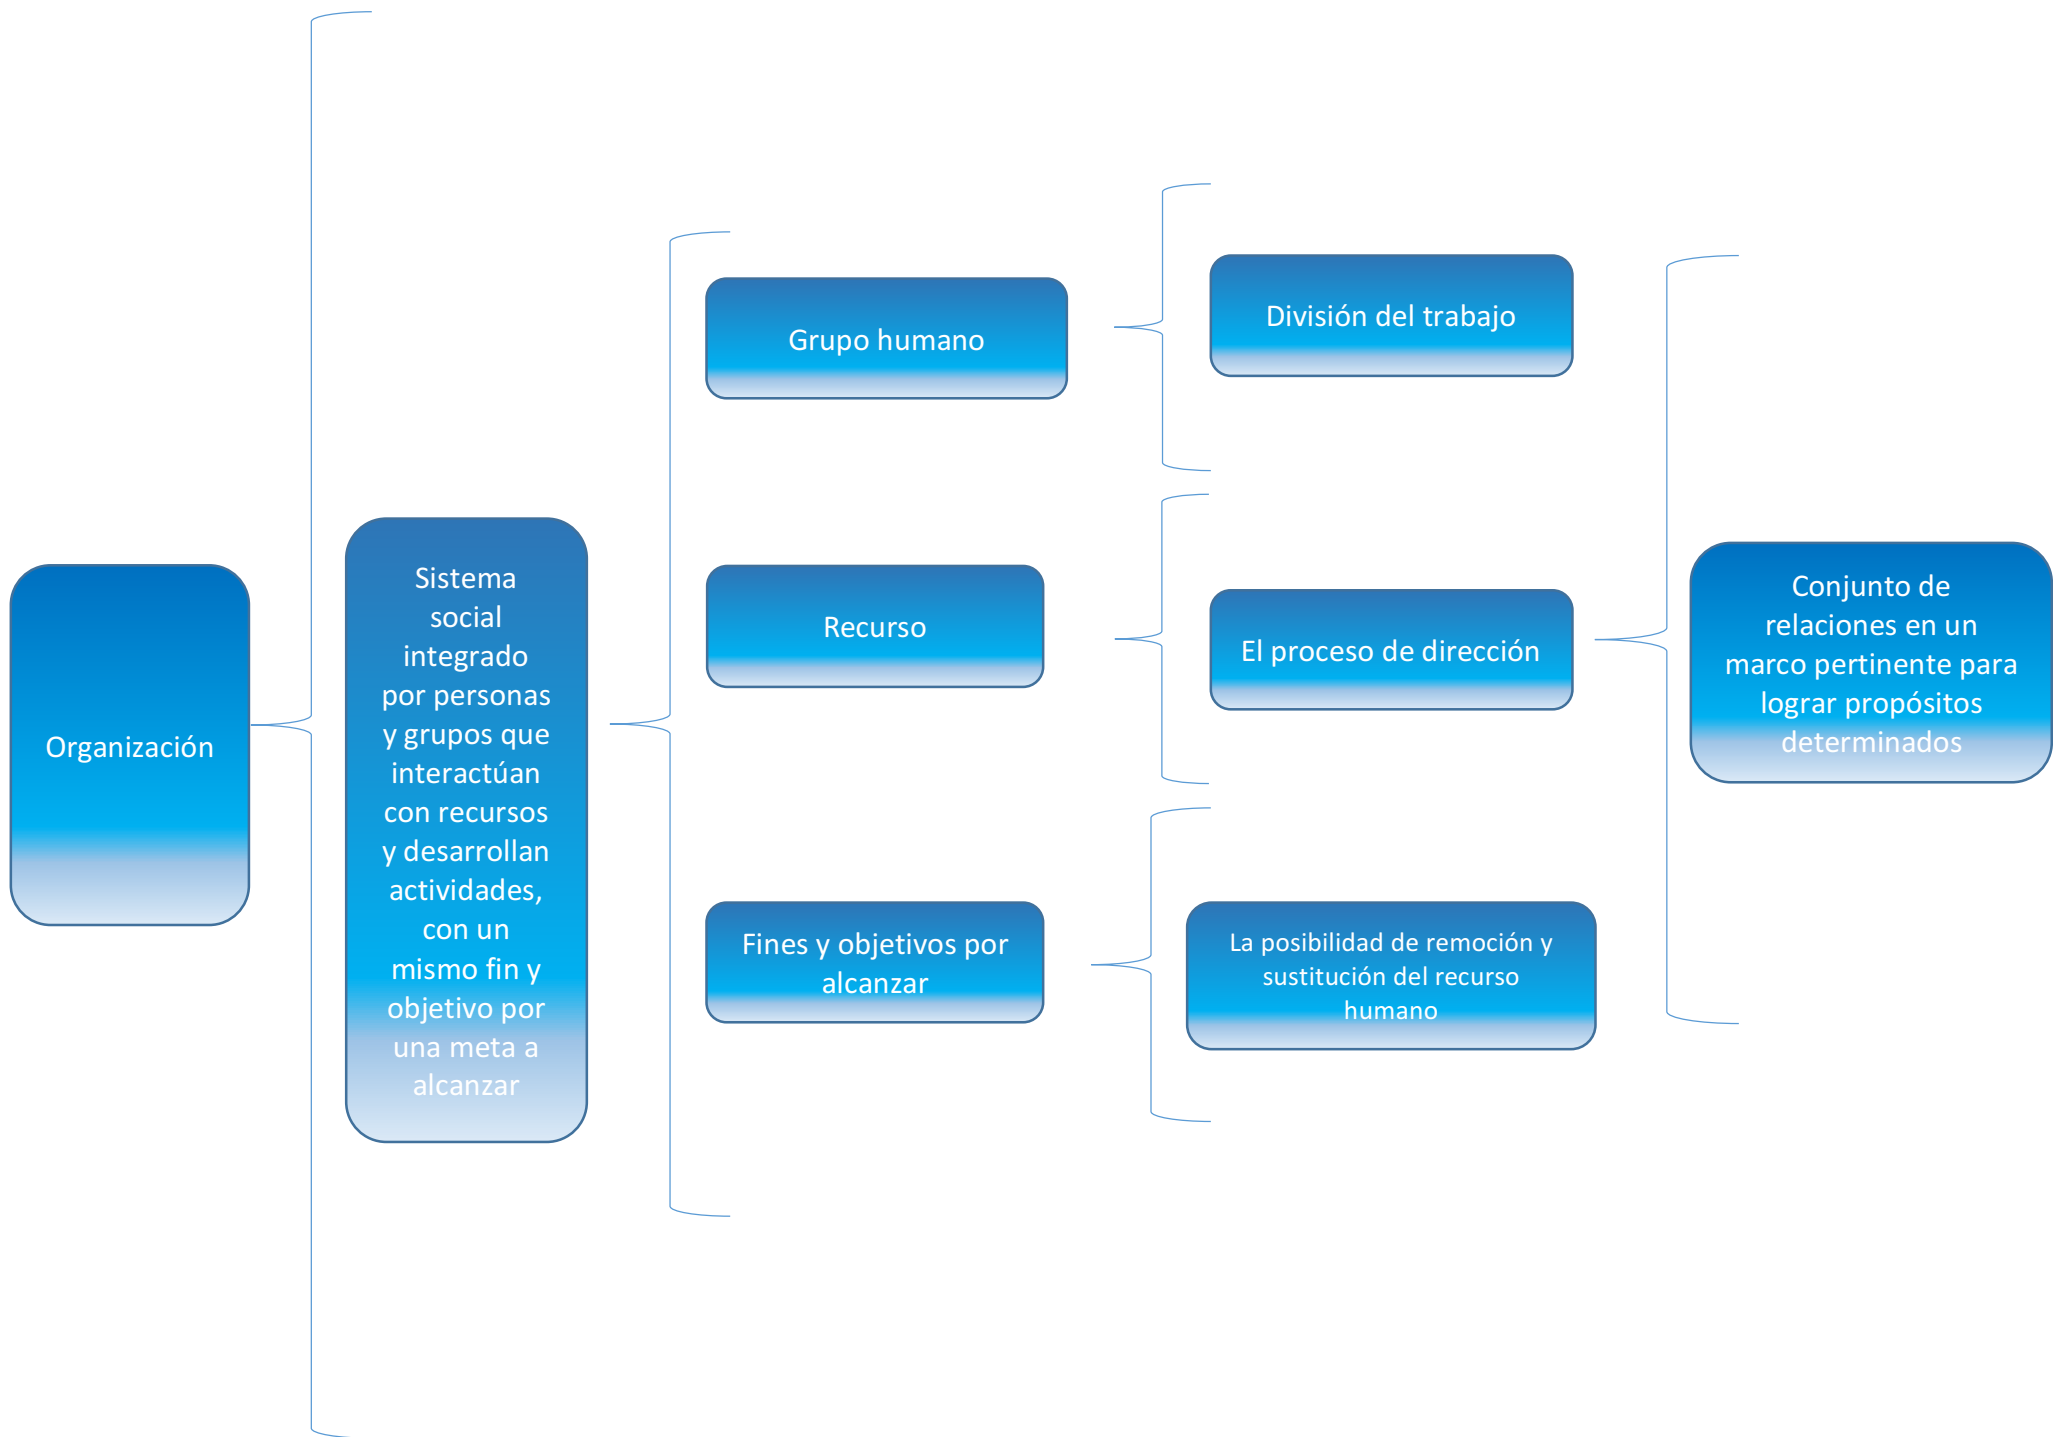 Organización
Sistema
social
integrado
por personas
y grupos que
interactúan
con recursos
y desarrollan
actividades,
con un
mismo fin y
objetivo por
una meta a
alcanzar
Grupo humano
Recurso
Fines y objetivos por
alcanzar
División del trabajo
El proceso de dirección
La posibilidad de remoción y
sustitución del recurso
humano
Conjunto de
relaciones en un
marco pertinente para
lograr propósitos
determinados